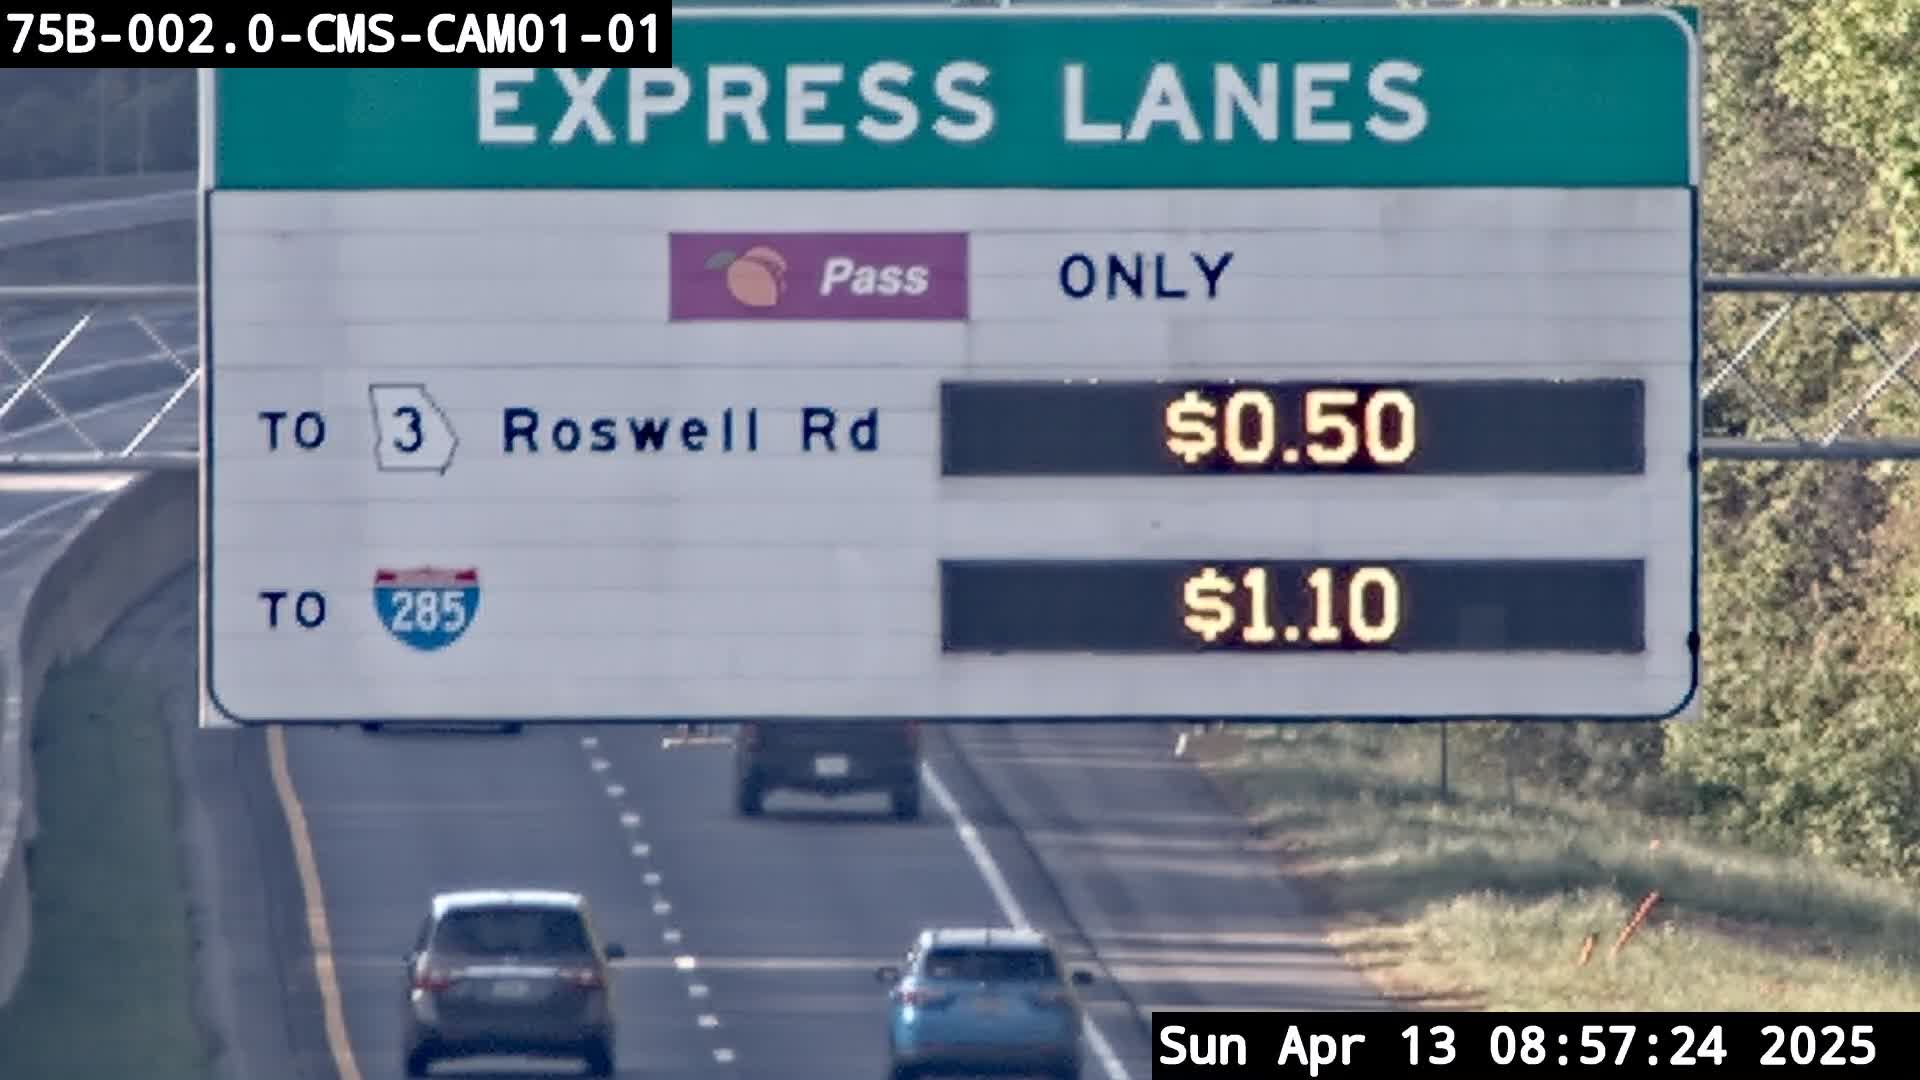 75B-002.0-CMS-CAM01-01
EXPRESS LANES
Pass ONLY
TO 3 Roswell Rd $0.50
TO 285 $1.10
Sun Apr 13 08:57:24 2025